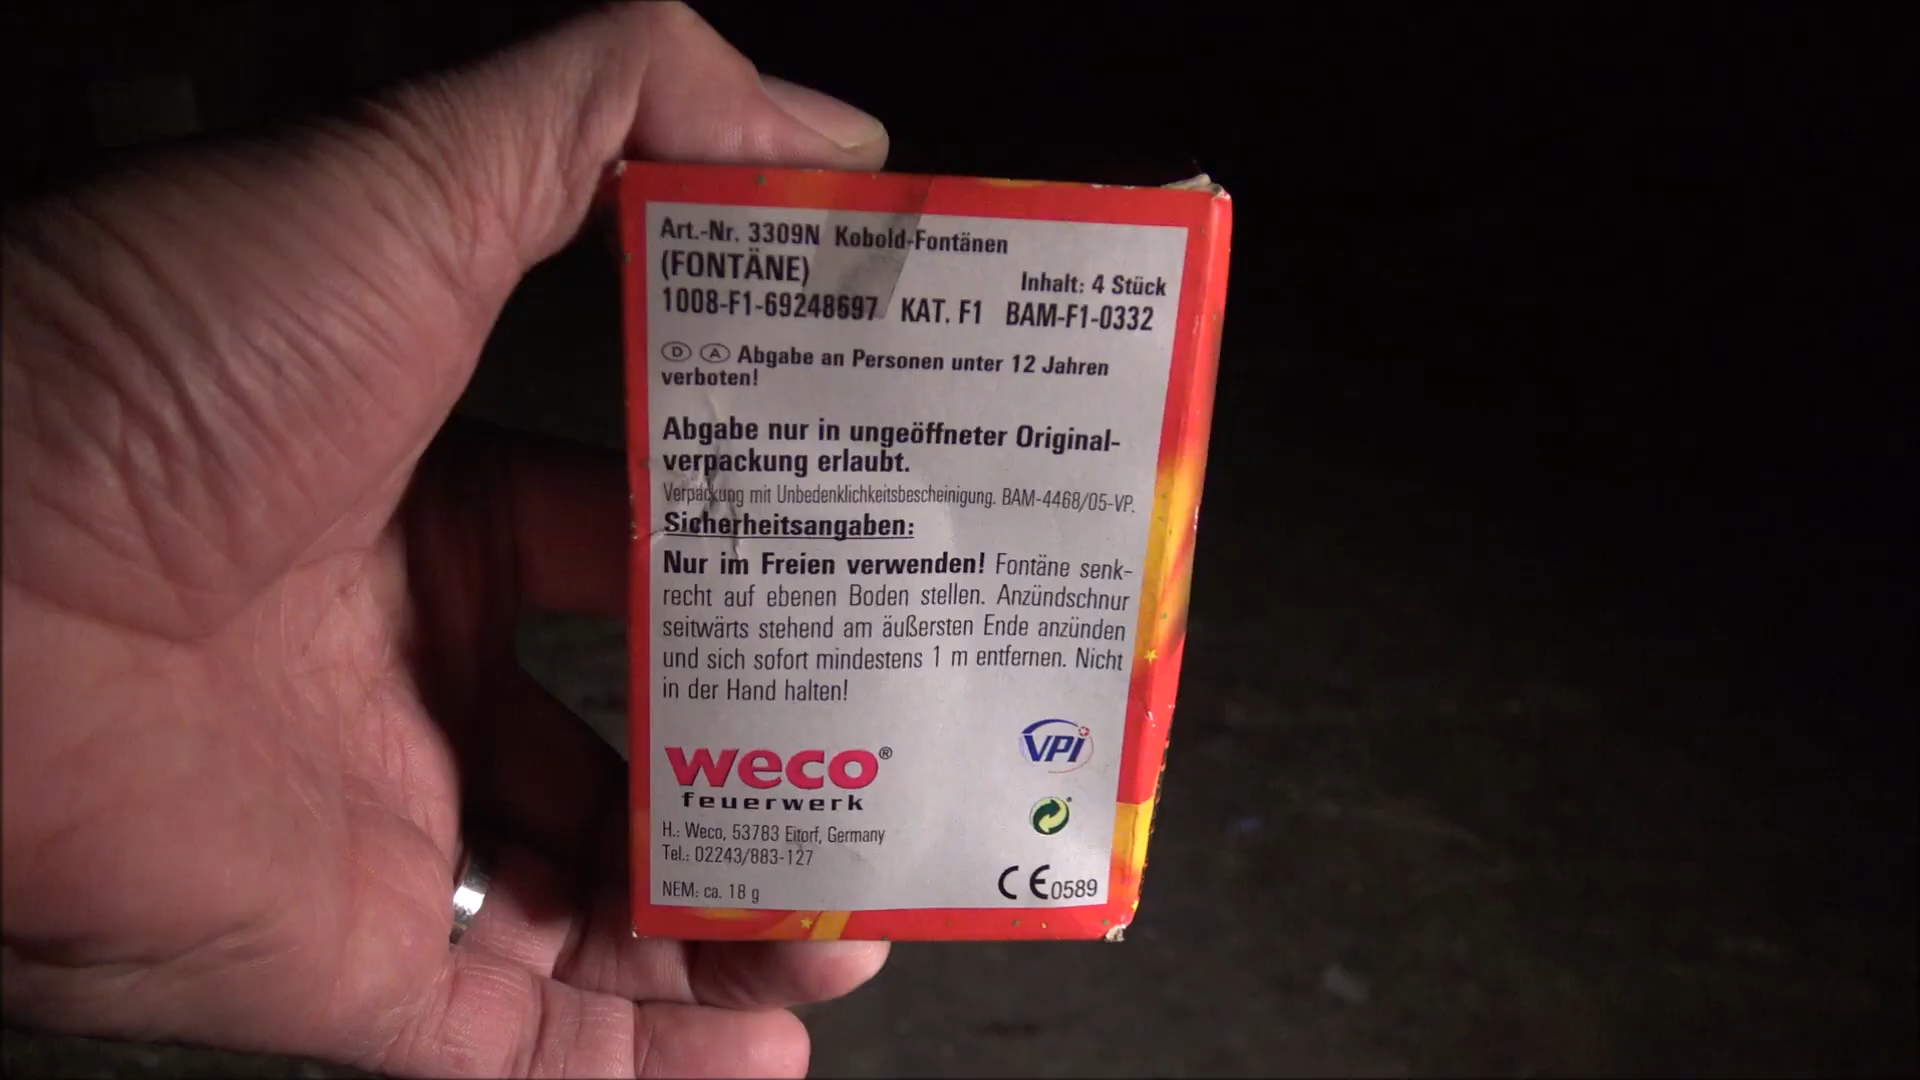 Art.-Nr. 3309N Kobold-Fontänen
(FONTÄNE)
Inhalt: 4 Stück
1008-F1-69248697 KAT. F1 BAM-F1-0332
D A Abgabe an Personen unter 12 Jahren
verboten!
Abgabe nur in ungeöffneter Original-
verpackung erlaubt.
Verpackung mit Unbedenklichkeitsbescheinigung. BAM-4468/05-VP.
Sicherheitsangaben:
Nur im Freien verwenden! Fontäne senk-
recht auf ebenen Boden stellen. Anzündschnur
seitwärts stehend am äußersten Ende anzünden
und sich sofort mindestens 1 m entfernen. Nicht
in der Hand halten!
weco®
feuerwerk
VPi
H.: Weco, 53783 Eitorf, Germany
Tel.: 02243/883-127
NEM: ca. 18 g
CE 0589